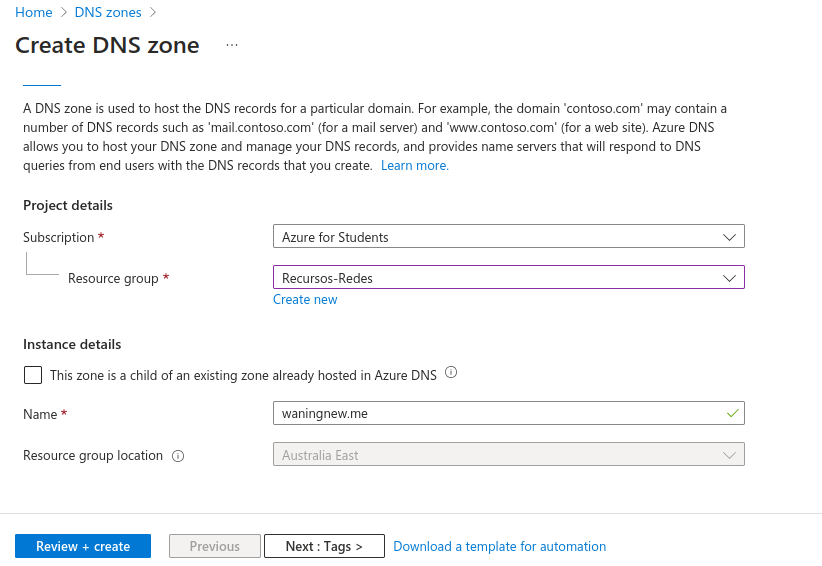 Home > DNS zones >
Create DNS zone ...
A DNS zone is used to host the DNS records for a particular domain. For example, the domain 'contoso.com' may contain a
number of DNS records such as 'mail.contoso.com' (for a mail server) and 'www.contoso.com' (for a web site). Azure DNS
allows you to host your DNS zone and manage your DNS records, and provides name servers that will respond to DNS
queries from end users with the DNS records that you create. Learn more.
Project details
Subscription * Azure for Students
Resource group * Recursos-Redes
Create new
Instance details
This zone is a child of an existing zone already hosted in Azure DNS
Name * waningnew.me
Resource group location Australia East
Review + create Previous Next : Tags > Download a template for automation